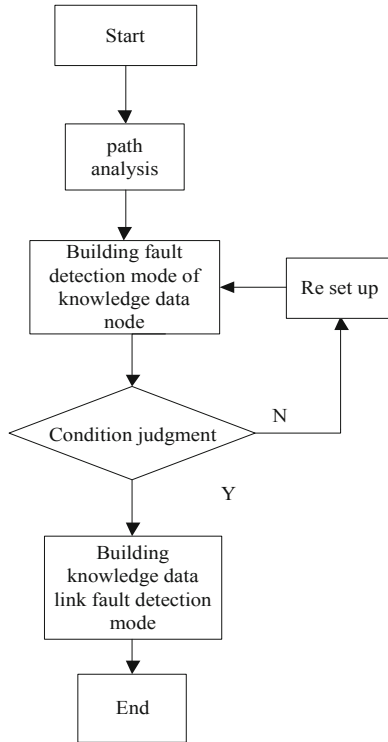 Start
path
analysis
Building fault
detection mode of
knowledge data
node
Re set up
Condition judgment
N
Y
Building
knowledge data
link fault detection
mode
End